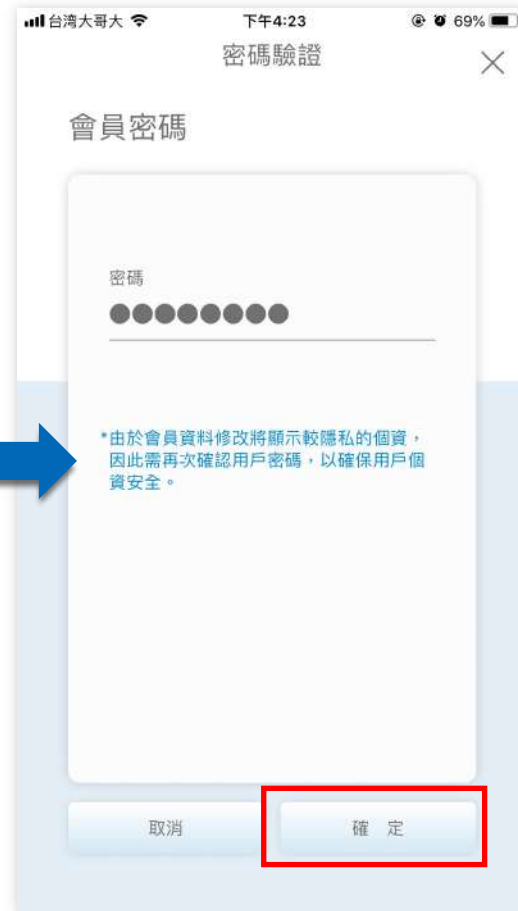 台湾大哥大 下午4:23 69%
密碼驗證
會員密碼
密碼
*由於會員資料修改將顯示較隱私的個資，
因此需再次確認用戶密碼，以確保用戶個
資安全。
取消 確 定